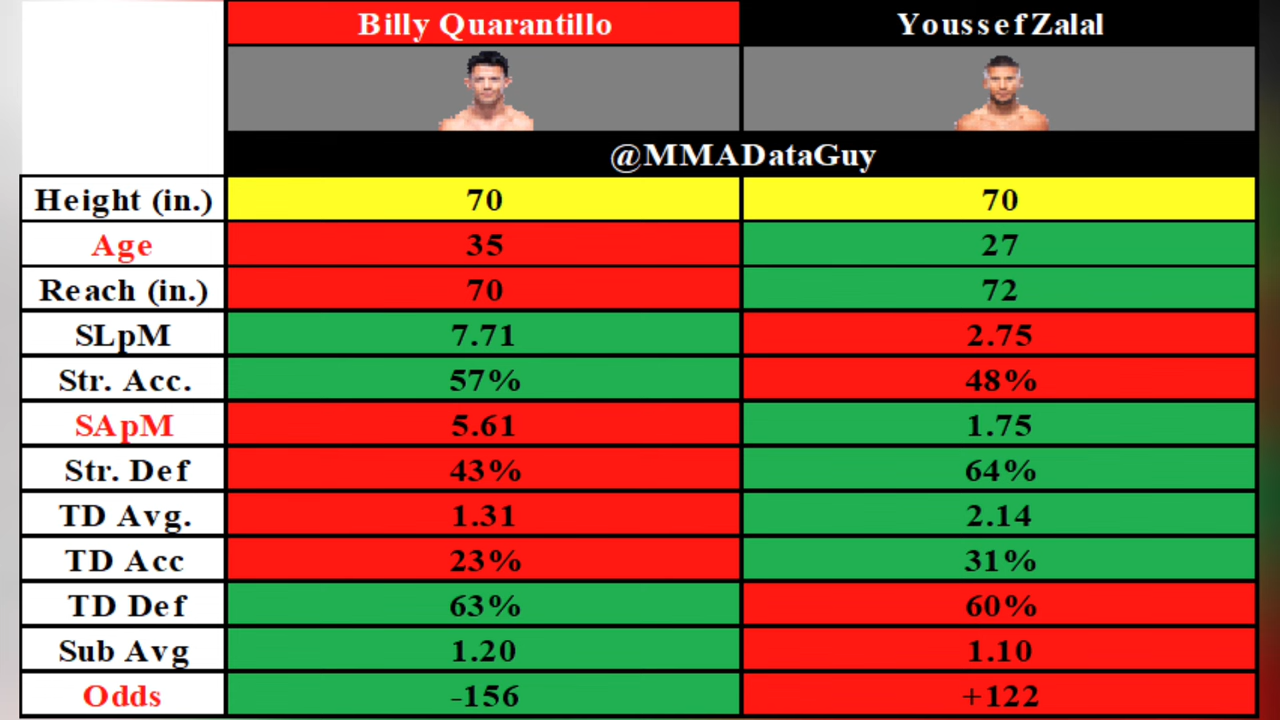 Billy Quarantillo Youssef Zalal
@MMADataGuy
Height (in.) 70 70
Age 35 27
Reach (in.) 70 72
SLpM 7.71 2.75
Str. Acc. 57% 48%
SApM 5.61 1.75
Str. Def 43% 64%
TD Avg. 1.31 2.14
TD Acc 23% 31%
TD Def 63% 60%
Sub Avg 1.20 1.10
Odds -156 +122